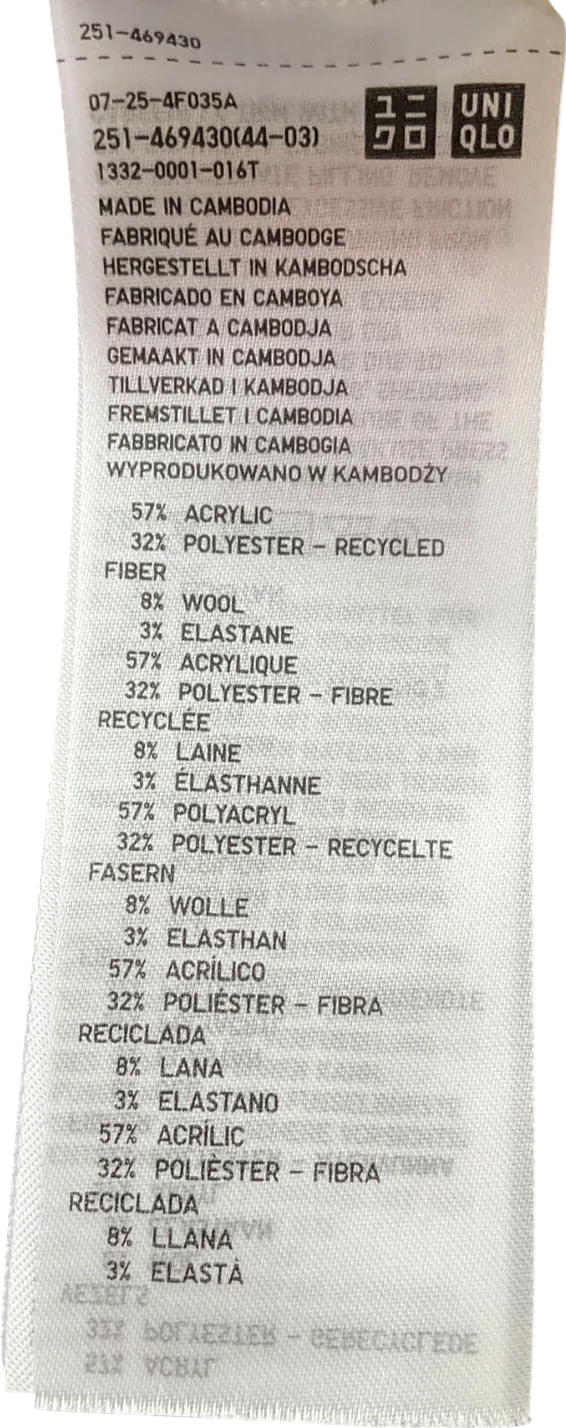 251-469430
07-25-4F035A
251-469430(44-03)
1332-0001-016T
ユニ
クロ
UNI
QLO
MADE IN CAMBODIA
FABRIQUÉ AU CAMBODGE
HERGESTELLT IN KAMBODSCHA
FABRICADO EN CAMBOYA
FABRICAT A CAMBODJA
GEMAAKT IN CAMBODJA
TILLVERKAD I KAMBODJA
FREMSTILLET I CAMBODIA
FABBRICATO IN CAMBOGIA
WYPRODUKOWANO W KAMBODŻY
57% ACRYLIC
32% POLYESTER - RECYCLED
FIBER
8% WOOL
3% ELASTANE
57% ACRYLIQUE
32% POLYESTER - FIBRE
RECYCLÉE
8% LAINE
3% ÉLASTHANNE
57% POLYACRYL
32% POLYESTER - RECYCELTE
FASERN
8% WOLLE
3% ELASTHAN
57% ACRÍLICO
32% POLIÉSTER - FIBRA
RECICLADA
8% LANA
3% ELASTANO
57% ACRÍLIC
32% POLIÈSTER - FIBRA
RECICLADA
8% LLANA
3% ELASTÀ